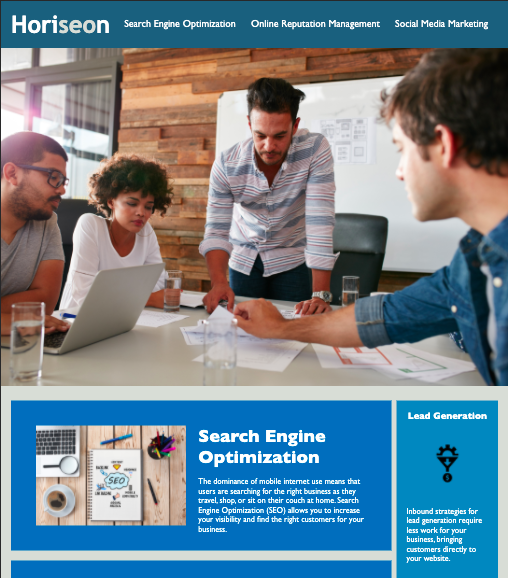 Horiseon
Search Engine Optimization
Online Reputation Management
Social Media Marketing
Search Engine
Optimization
SEO
The dominance of mobile internet use means that
users are searching for the right business as they
travel, shop, or sit on their couch at home. Search
Engine Optimization (SEO) allows you to increase
your visibility and find the right customers for your
business.
Lead Generation
Inbound strategies for
lead generation require
less work for your
business, bringing
customers directly to
your website.